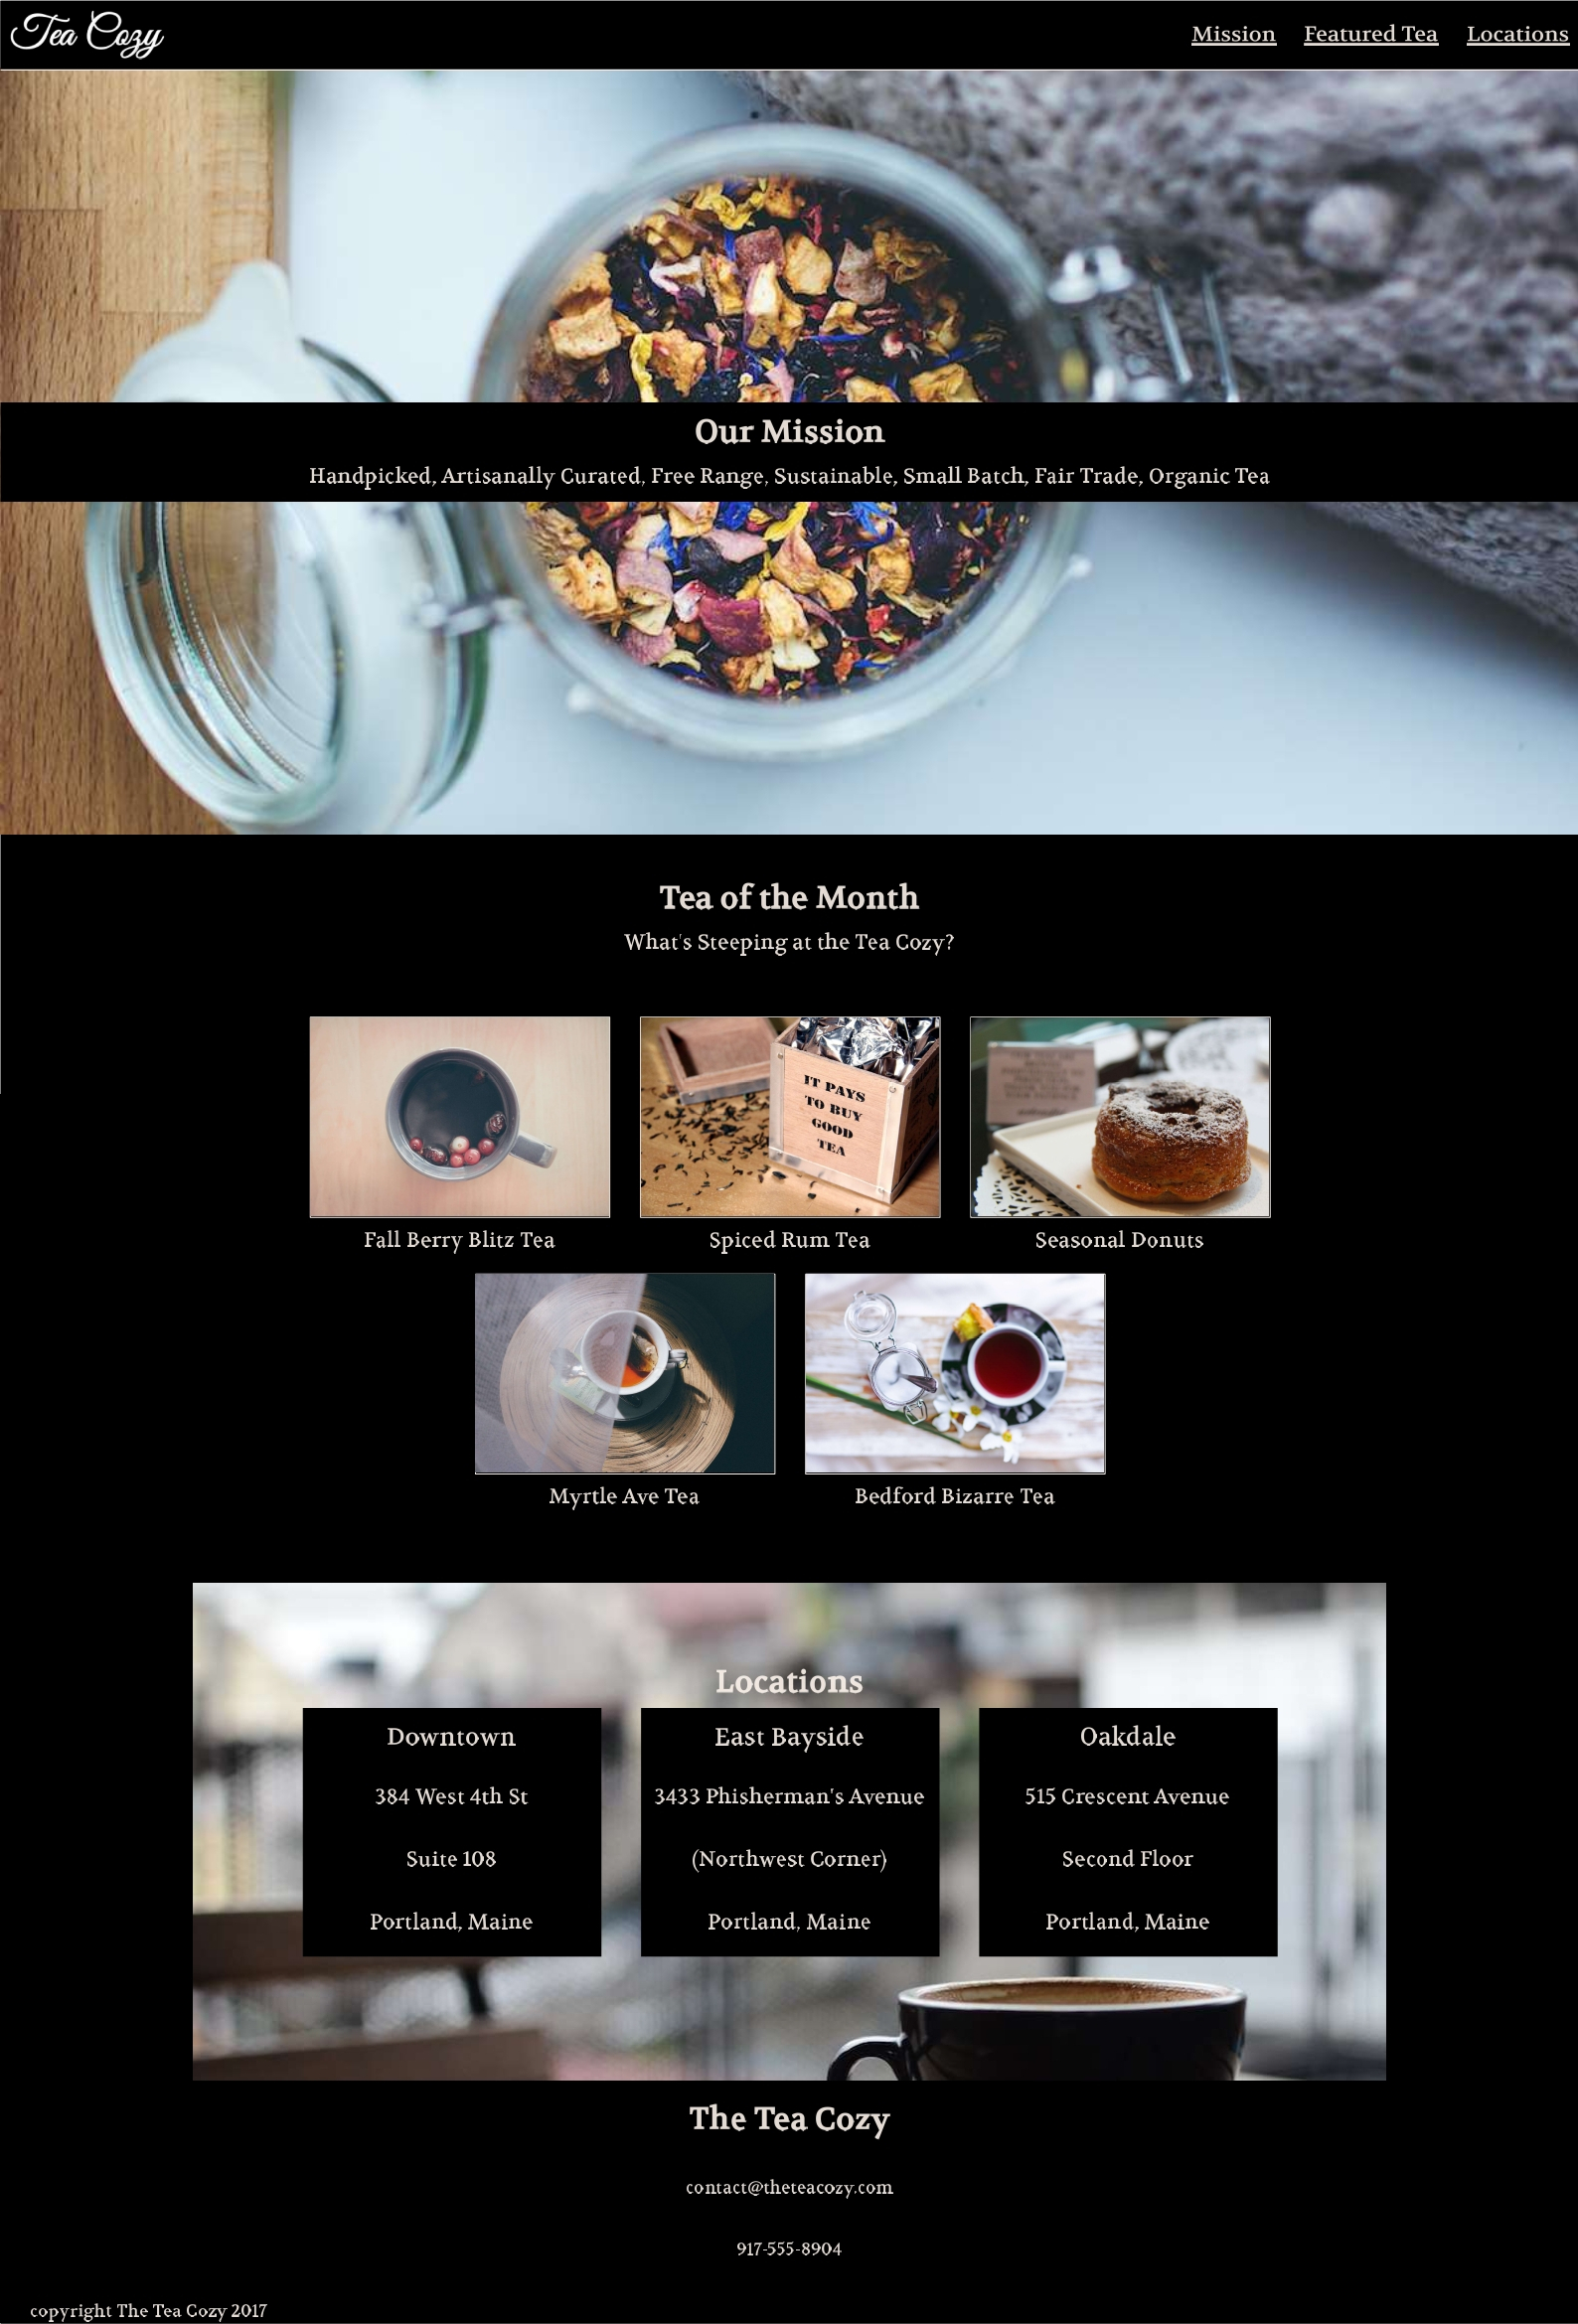 Tea Cozy
Mission Featured Tea Locations
Our Mission
Handpicked, Artisanally Curated, Free Range, Sustainable, Small Batch, Fair Trade, Organic Tea
Tea of the Month
What's Steeping at the Tea Cozy?
IT PAYS
TO BUY
GOOD
TEA
Fall Berry Blitz Tea
Spiced Rum Tea
Seasonal Donuts
Myrtle Ave Tea
Bedford Bizarre Tea
Locations
Downtown
384 West 4th St
Suite 108
Portland, Maine
East Bayside
3433 Phisherman's Avenue
(Northwest Corner)
Portland, Maine
Oakdale
515 Crescent Avenue
Second Floor
Portland, Maine
The Tea Cozy
contact@theteacozy.com
917-555-8904
copyright The Tea Cozy 2017